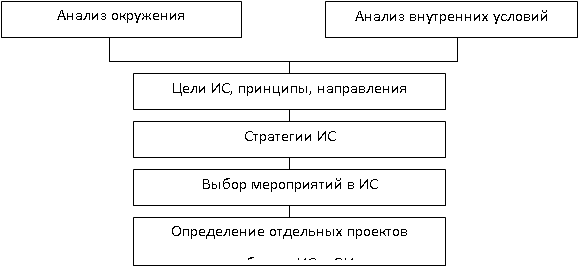 Анализ окружения
Анализ внутренних условий
Цели ИС, принципы, направления
Стратегии ИС
Выбор мероприятий в ИС
Определение отдельных проектов